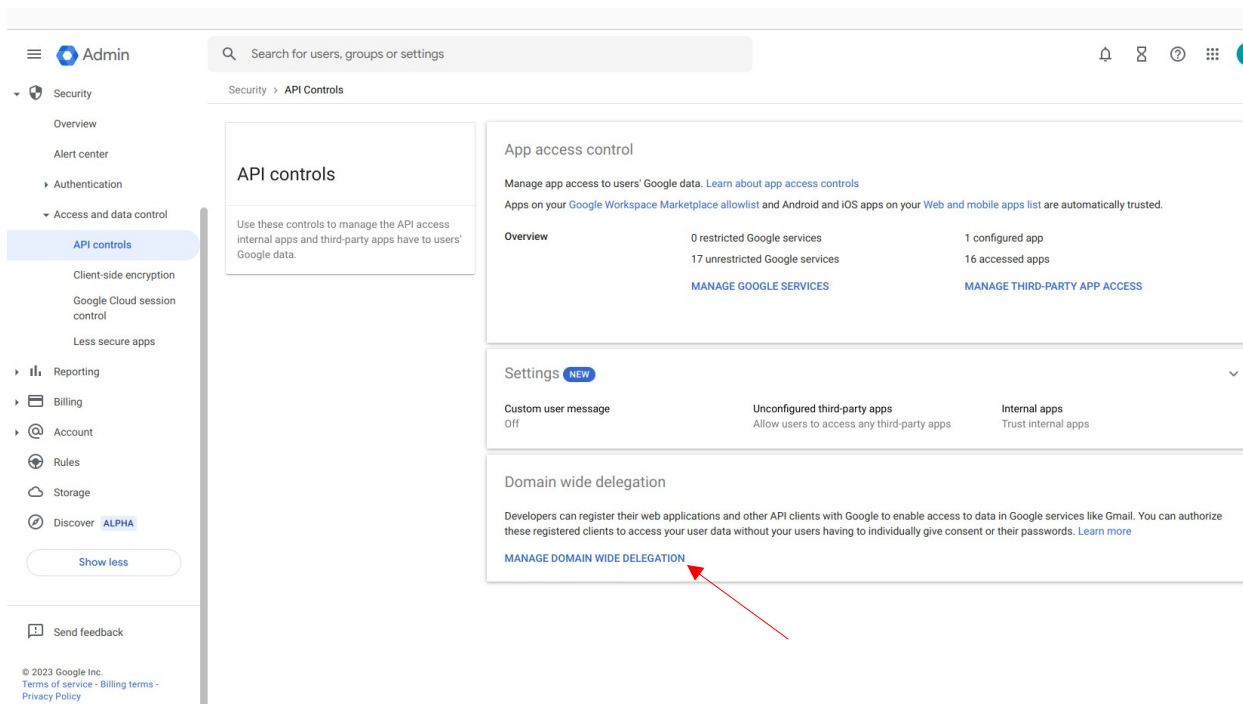 Admin
Search for users, groups or settings
Security
Overview
Alert center
Authentication
Access and data control
API controls
Client-side encryption
Google Cloud session
control
Less secure apps
Reporting
Billing
Account
Rules
Storage
Discover ALPHA
Show less
Send feedback
© 2023 Google Inc.
Terms of service - Billing terms -
Privacy Policy
Security > API Controls
API controls
Use these controls to manage the API access
internal apps and third-party apps have to users'
Google data.
App access control
Manage app access to users' Google data. Learn about app access controls
Apps on your Google Workspace Marketplace allowlist and Android and iOS apps on your Web and mobile apps list are automatically trusted.
Overview
0 restricted Google services
17 unrestricted Google services
MANAGE GOOGLE SERVICES
1 configured app
16 accessed apps
MANAGE THIRD-PARTY APP ACCESS
Settings NEW
Custom user message
Off
Unconfigured third-party apps
Allow users to access any third-party apps
Internal apps
Trust internal apps
Domain wide delegation
Developers can register their web applications and other API clients with Google to enable access to data in Google services like Gmail. You can authorize
these registered clients to access your user data without your users having to individually give consent or their passwords. Learn more
MANAGE DOMAIN WIDE DELEGATION